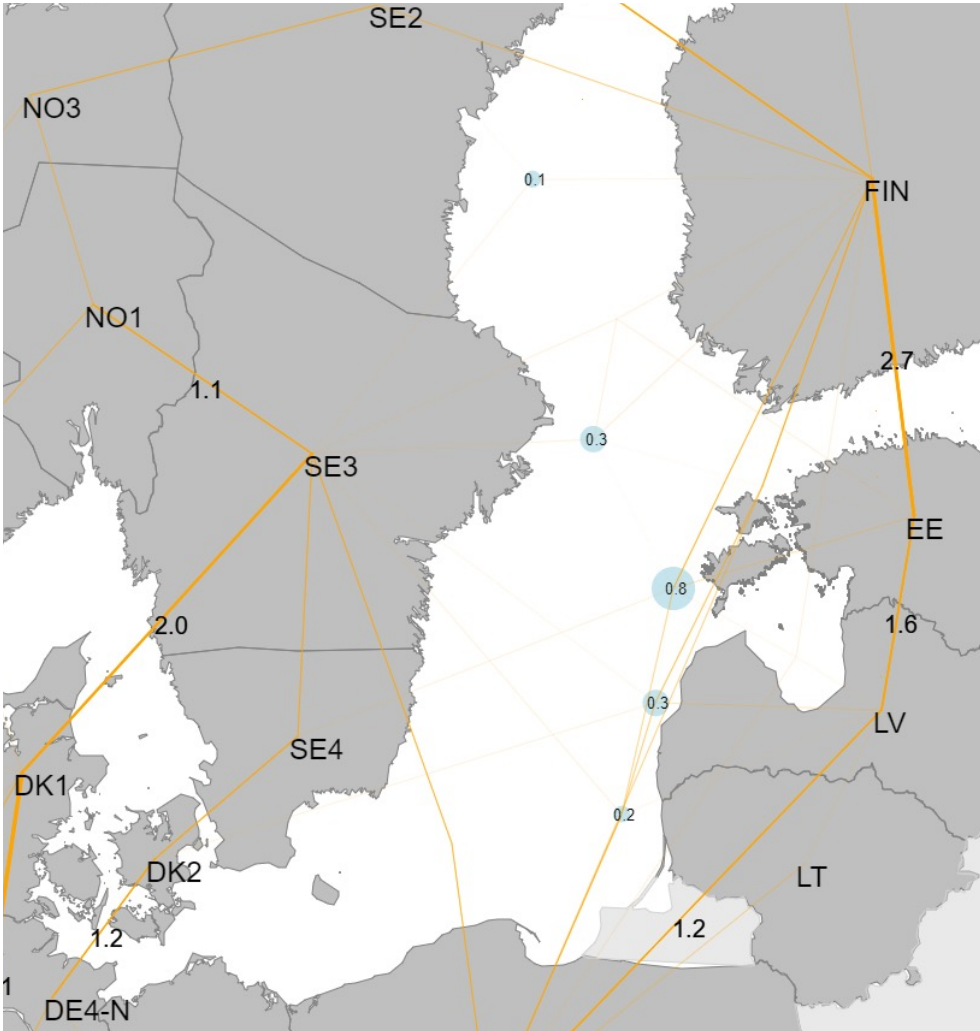 SE2
NO3
0.1
FIN
NO1
2.7
1.1
0.3
SE3
EE
0.8
2.0
1.6
0.3
LV
SE4
DK1
0.2
DK2
LT
1.2
1.2
1
DE4-N